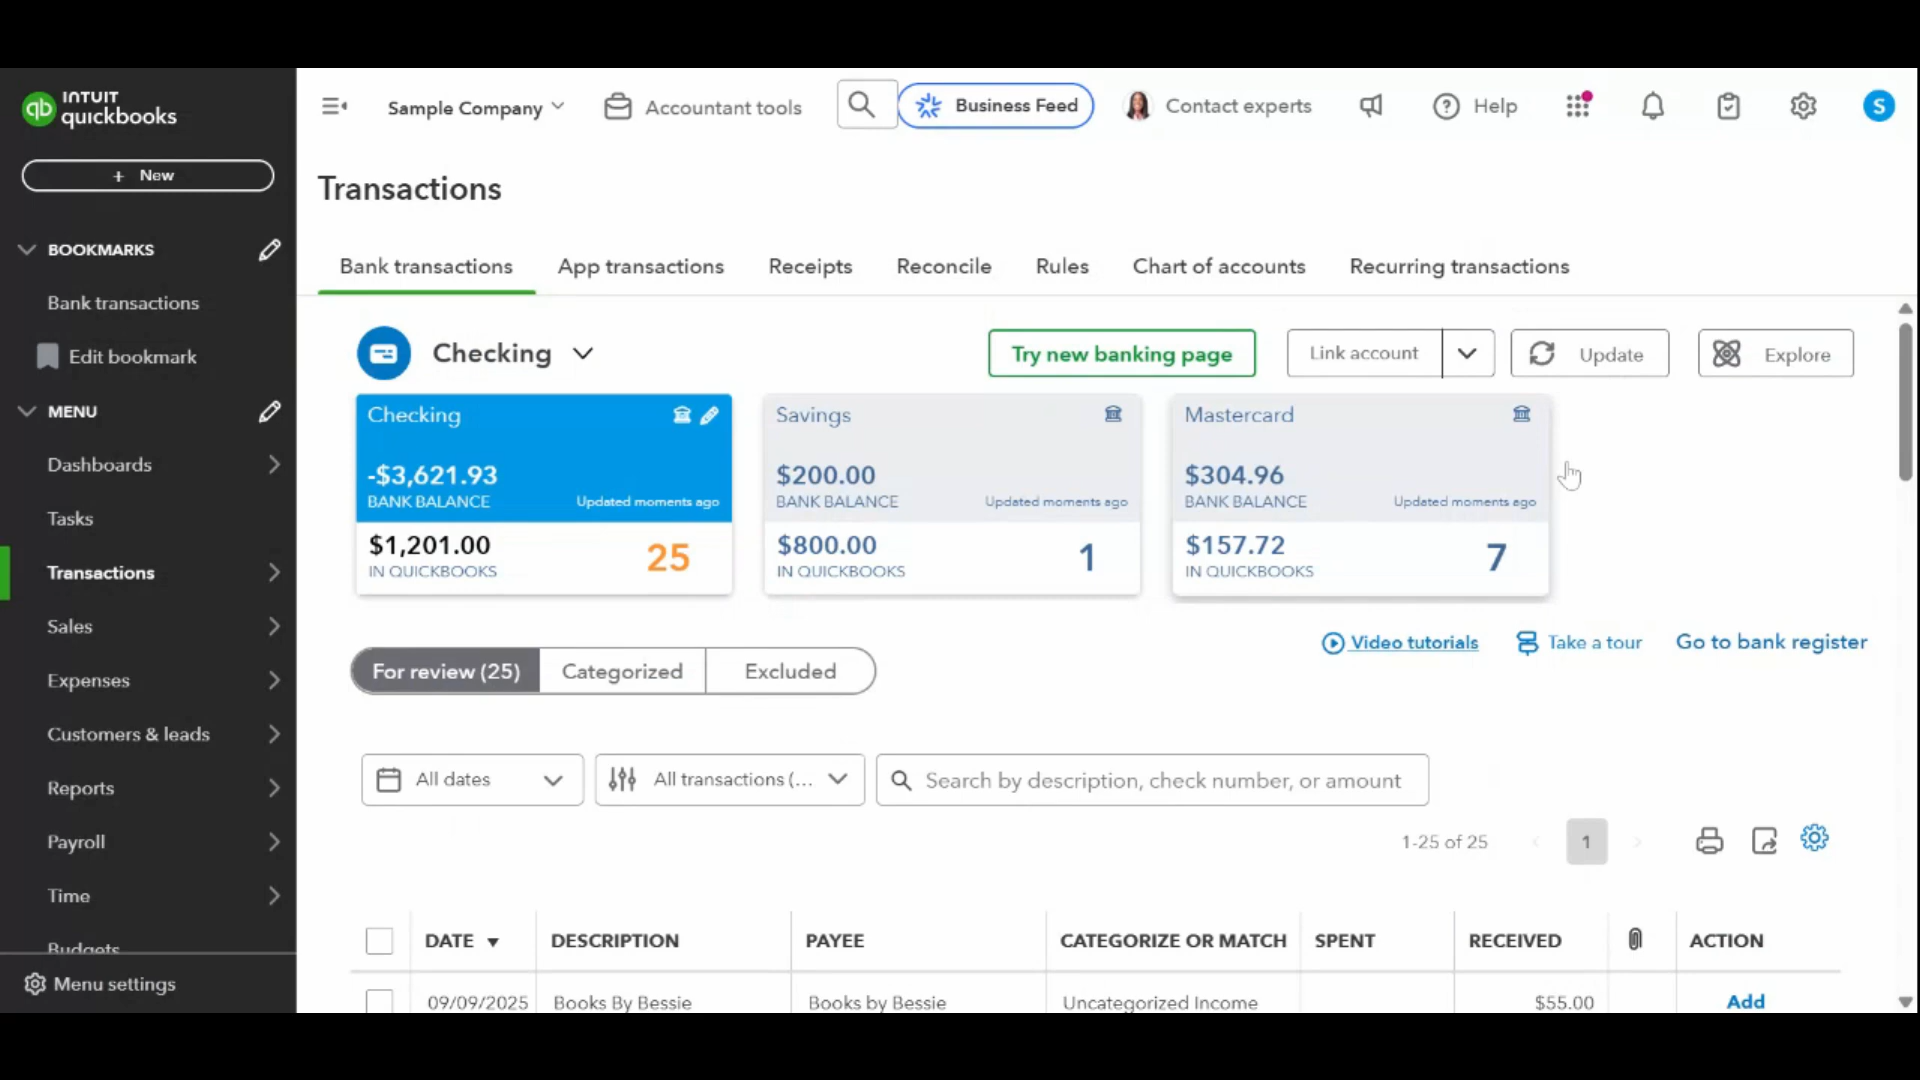 INTUIT
quickbooks
+ New
BOOKMARKS
Bank transactions
Edit bookmark
MENU
Dashboards
Tasks
Transactions
Sales
Expenses
Customers & leads
Reports
Payroll
Time
Budgets
Menu settings
Sample Company
Accountant tools
Business Feed
Contact experts
Help
S
Transactions
Bank transactions
App transactions
Receipts
Reconcile
Rules
Chart of accounts
Recurring transactions
Checking
Try new banking page
Link account
Update
Explore
Checking
-$3,621.93
BANK BALANCE
Updated moments ago
$1,201.00
IN QUICKBOOKS
25
Savings
$200.00
BANK BALANCE
Updated moments ago
$800.00
IN QUICKBOOKS
1
Mastercard
$304.96
BANK BALANCE
Updated moments ago
$157.72
IN QUICKBOOKS
7
Video tutorials
Take a tour
Go to bank register
For review (25)
Categorized
Excluded
All dates
All transactions (...
Search by description, check number, or amount
1-25 of 25
1
DATE DESCRIPTION PAYEE CATEGORIZE OR MATCH SPENT RECEIVED ACTION
09/09/2025 Books By Bessie Books by Bessie Uncategorized Income $55.00 Add